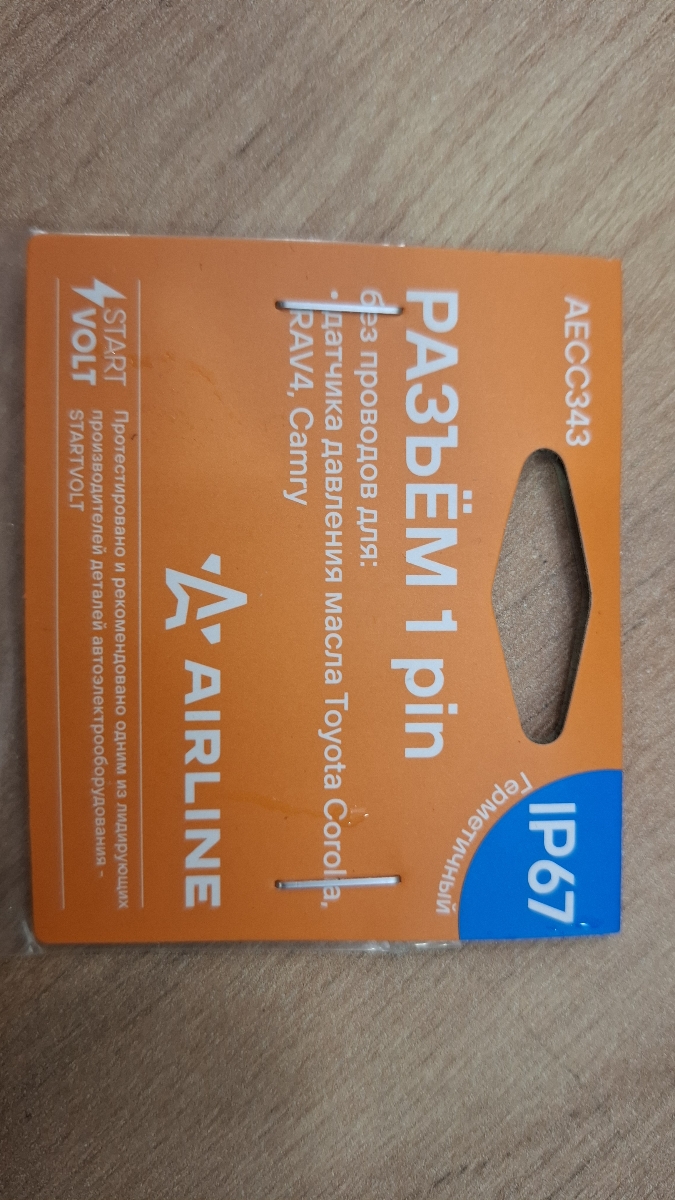 AECC343
IP67
Герметичный
РАЗЪЁМ 1 pin
без проводов для:
• датчика давления масла Toyota Corolla,
RAV4, Camry
AIRLINE
START
VOLT
Протестировано и рекомендовано одним из лидирующих
производителей деталей автоэлектрооборудования -
STARTVOLT